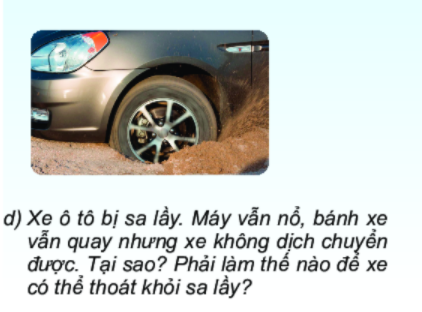 d) Xe ô tô bị sa lầy. Máy vẫn nổ, bánh xe
vẫn quay nhưng xe không dịch chuyển
được. Tại sao? Phải làm thế nào để xe
có thể thoát khỏi sa lầy?